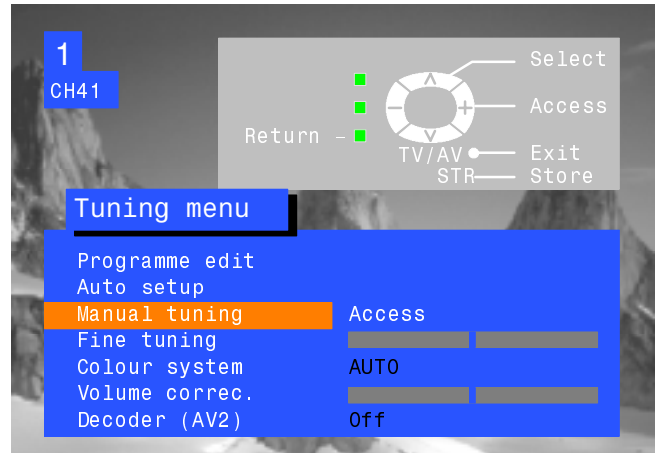 1
CH41
Select
Access
Return
TV/AV Exit
STR Store
Tuning menu
Programme edit
Auto setup
Manual tuning Access
Fine tuning
Colour system AUTO
Volume correc.
Decoder (AV2) Off